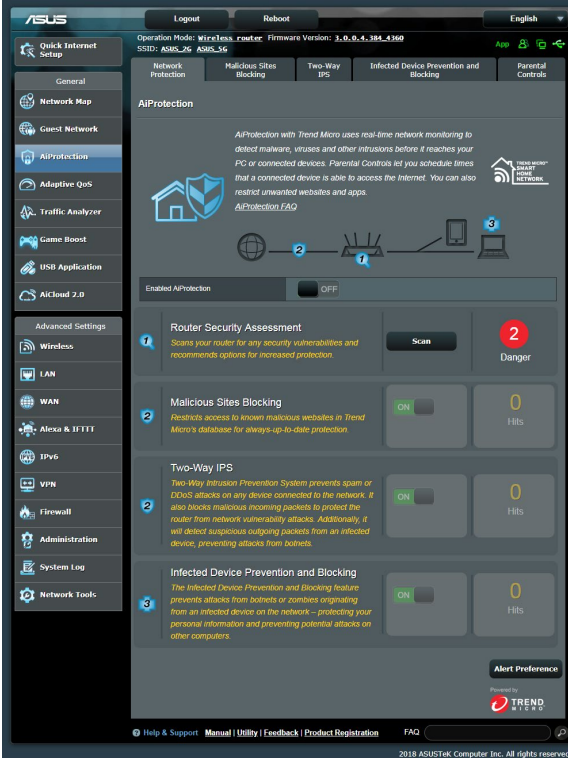 ASUS
Logout
Reboot
English
Quick Internet
Setup
General
Network Map
Guest Network
AiProtection
Adaptive QoS
Traffic Analyzer
Game Boost
USB Application
AiCloud 2.0
Advanced Settings
Wireless
LAN
WAN
Alexa & IFTTT
IPv6
VPN
Firewall
Administration
System Log
Network Tools
Operation Mode: Wireless router Firmware Version: 3.0.0.4.384_4360
SSID: ASUS_2G ASUS_5G
App
Network
Protection
Malicious Sites
Blocking
Two-Way
IPS
Infected Device Prevention and
Blocking
Parental
Controls
AiProtection
AiProtection with Trend Micro uses real-time network monitoring to
detect malware, viruses and other intrusions before it reaches your
PC or connected devices. Parental Controls let you schedule times
that a connected device is able to access the Internet. You can also
restrict unwanted websites and apps.
AiProtection FAQ
TREND MICRO™
SMART
HOME
NETWORK
2
1
3
Enabled AiProtection
OFF
1
Router Security Assessment
Scans your router for any security vulnerabilities and
recommends options for increased protection.
Scan
2
Danger
2
Malicious Sites Blocking
Restricts access to known malicious websites in Trend
Micro's database for always-up-to-date protection.
ON
0
Hits
2
Two-Way IPS
Two-Way Intrusion Prevention System prevents spam or
DDoS attacks on any device connected to the network. It
also blocks malicious incoming packets to protect the
router from network vulnerability attacks. Additionally, it
will detect suspicious outgoing packets from an infected
device, preventing attacks from botnets.
ON
0
Hits
3
Infected Device Prevention and Blocking
The Infected Device Prevention and Blocking feature
prevents attacks from botnets or zombies originating
from an infected device on the network – protecting your
personal information and preventing potential attacks on
other computers.
ON
0
Hits
Alert Preference
Powered by
TREND
MICRO
Help & Support Manual | Utility | Feedback | Product Registration FAQ
2018 ASUSTeK Computer Inc. All rights reserved